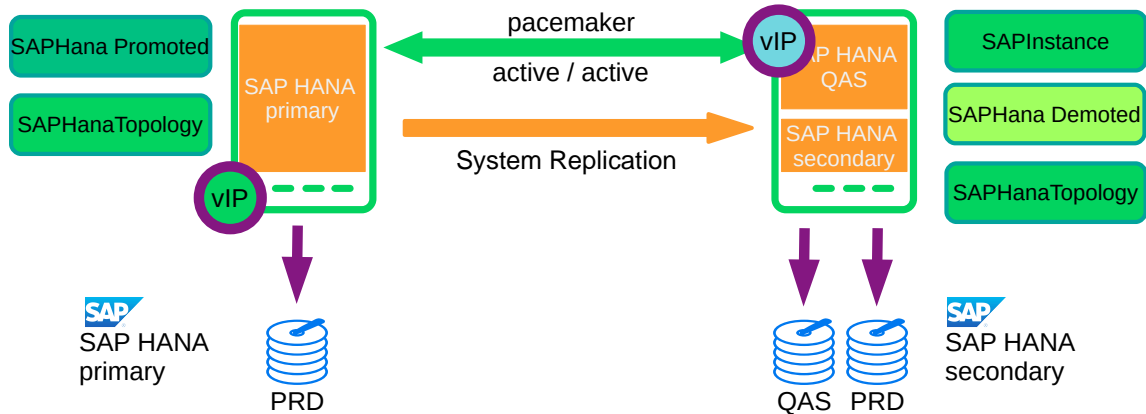 SAPHana Promoted
SAPHanaTopology
SAP HANA
primary
vIP
pacemaker
active / active
System Replication
vIP
SAP HANA
QAS
SAP HANA
secondary
SAPInstance
SAPHana Demoted
SAPHanaTopology
SAP
SAP HANA
primary
PRD
QAS
PRD
SAP
SAP HANA
secondary